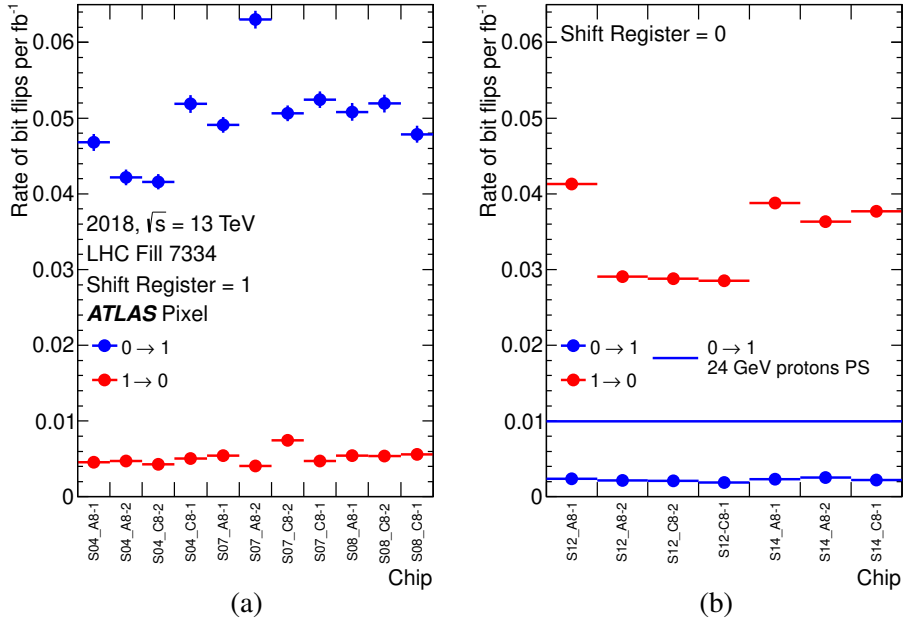 Rate of bit flips per fb⁻¹
0.06
0.05
0.04
0.03
0.02
0.01
0
2018, √s = 13 TeV
LHC Fill 7334
Shift Register = 1
ATLAS Pixel
0 → 1
1 → 0
S04_A8-1
S04_A8-2
S04_C8-2
S04_C8-1
S07_A8-1
S07_A8-2
S07_C8-2
S07_C8-1
S08_A8-1
S08_C8-2
S08_C8-1
Chip
(a)
Rate of bit flips per fb⁻¹
0.06
0.05
0.04
0.03
0.02
0.01
0
Shift Register = 0
0 → 1
1 → 0
0 → 1
24 GeV protons PS
S12_A8-1
S12_A8-2
S12_C8-2
S12-C8-1
S14_A8-1
S14_A8-2
S14_C8-1
Chip
(b)